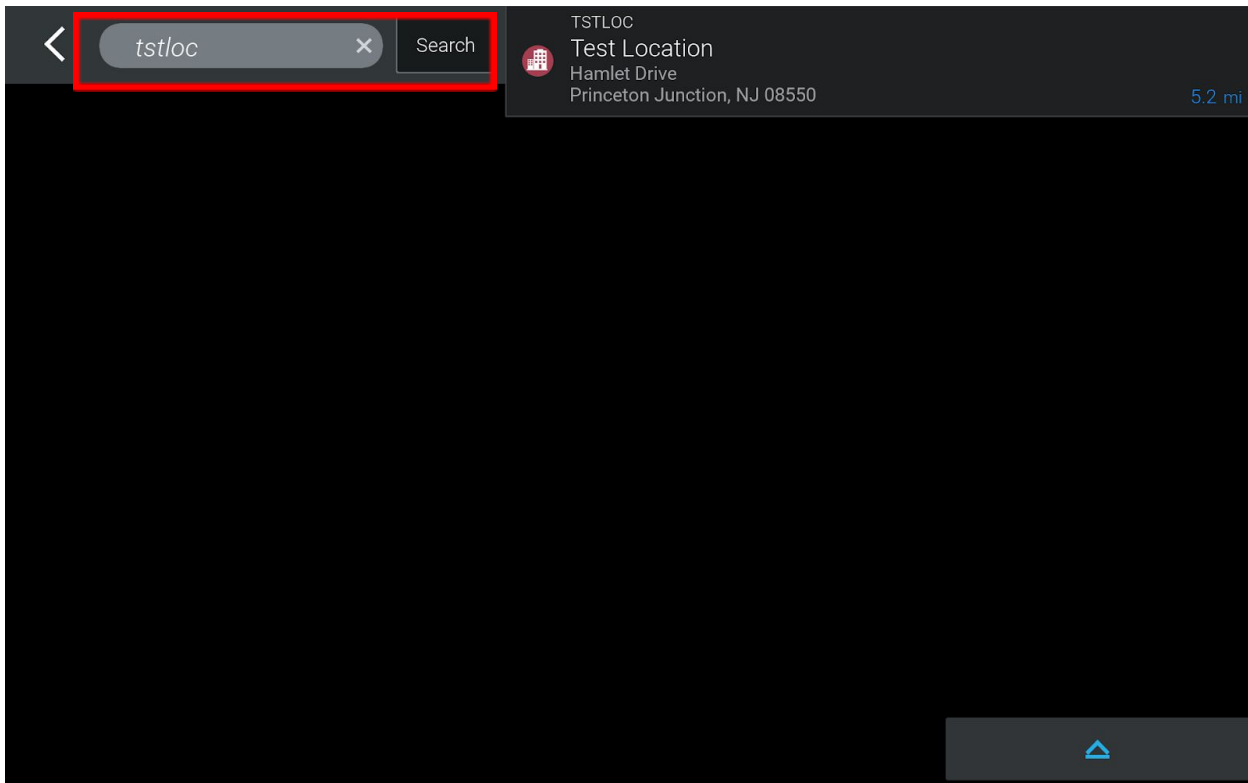 tstloc
Search
TSTLOC
Test Location
Hamlet Drive
Princeton Junction, NJ 08550
5.2 mi